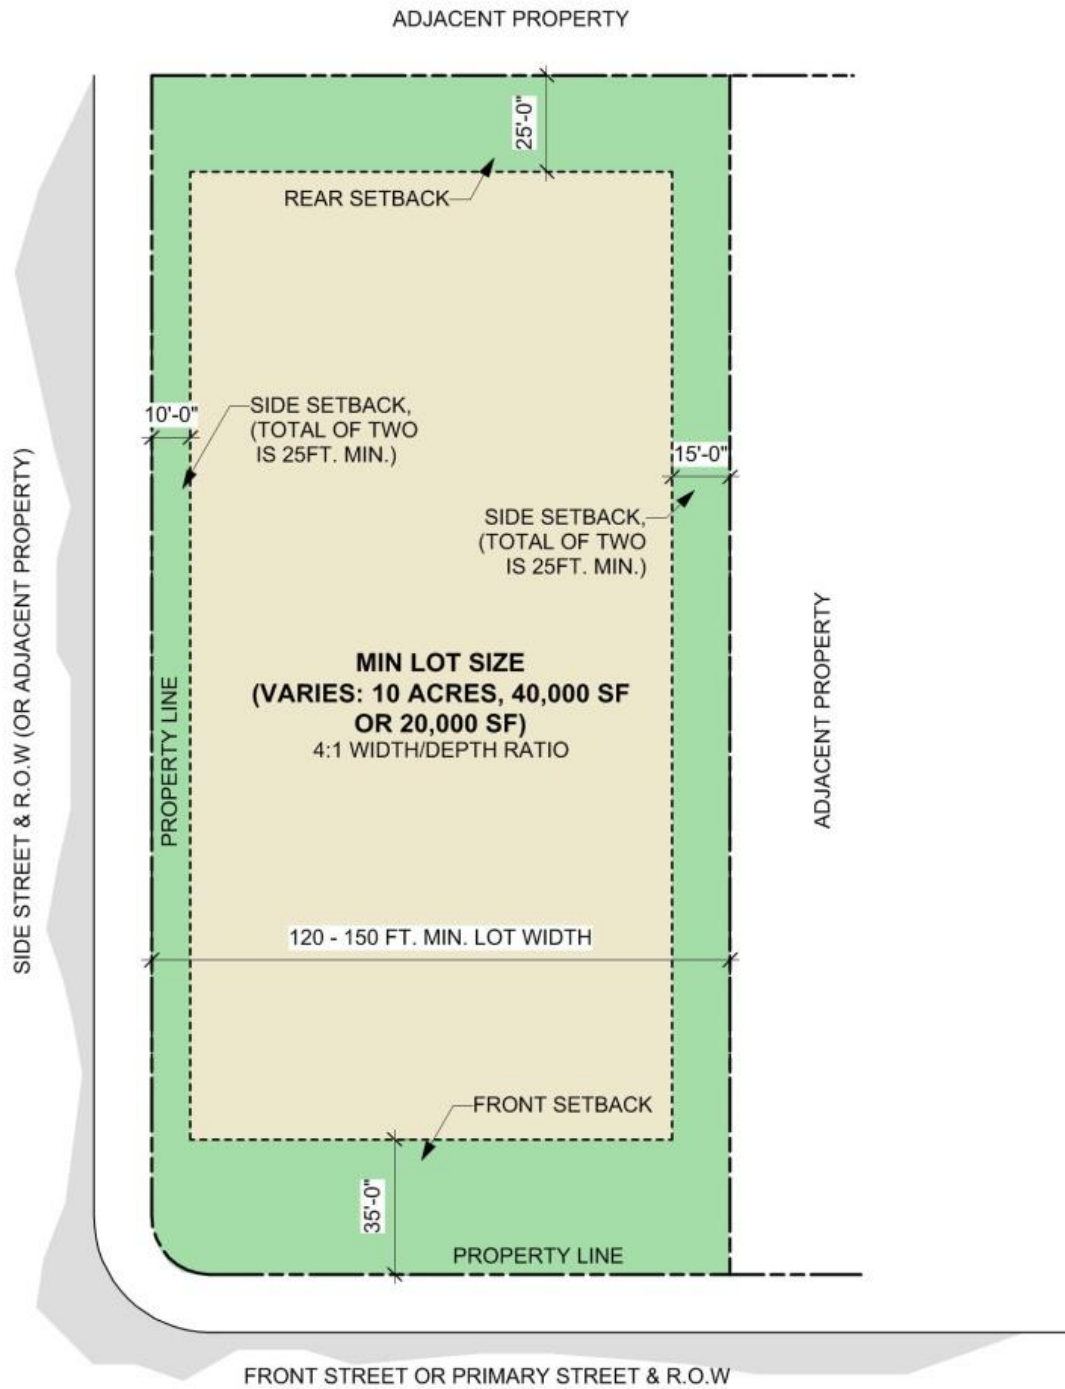 ADJACENT PROPERTY
25'-0"
REAR SETBACK
10'-0"
SIDE SETBACK,
(TOTAL OF TWO
IS 25FT. MIN.)
15'-0"
SIDE SETBACK,
(TOTAL OF TWO
IS 25FT. MIN.)
SIDE STREET & R.O.W (OR ADJACENT PROPERTY)
PROPERTY LINE
MIN LOT SIZE
(VARIES: 10 ACRES, 40,000 SF
OR 20,000 SF)
4:1 WIDTH/DEPTH RATIO
ADJACENT PROPERTY
120 - 150 FT. MIN. LOT WIDTH
FRONT SETBACK
35'-0"
PROPERTY LINE
FRONT STREET OR PRIMARY STREET & R.O.W